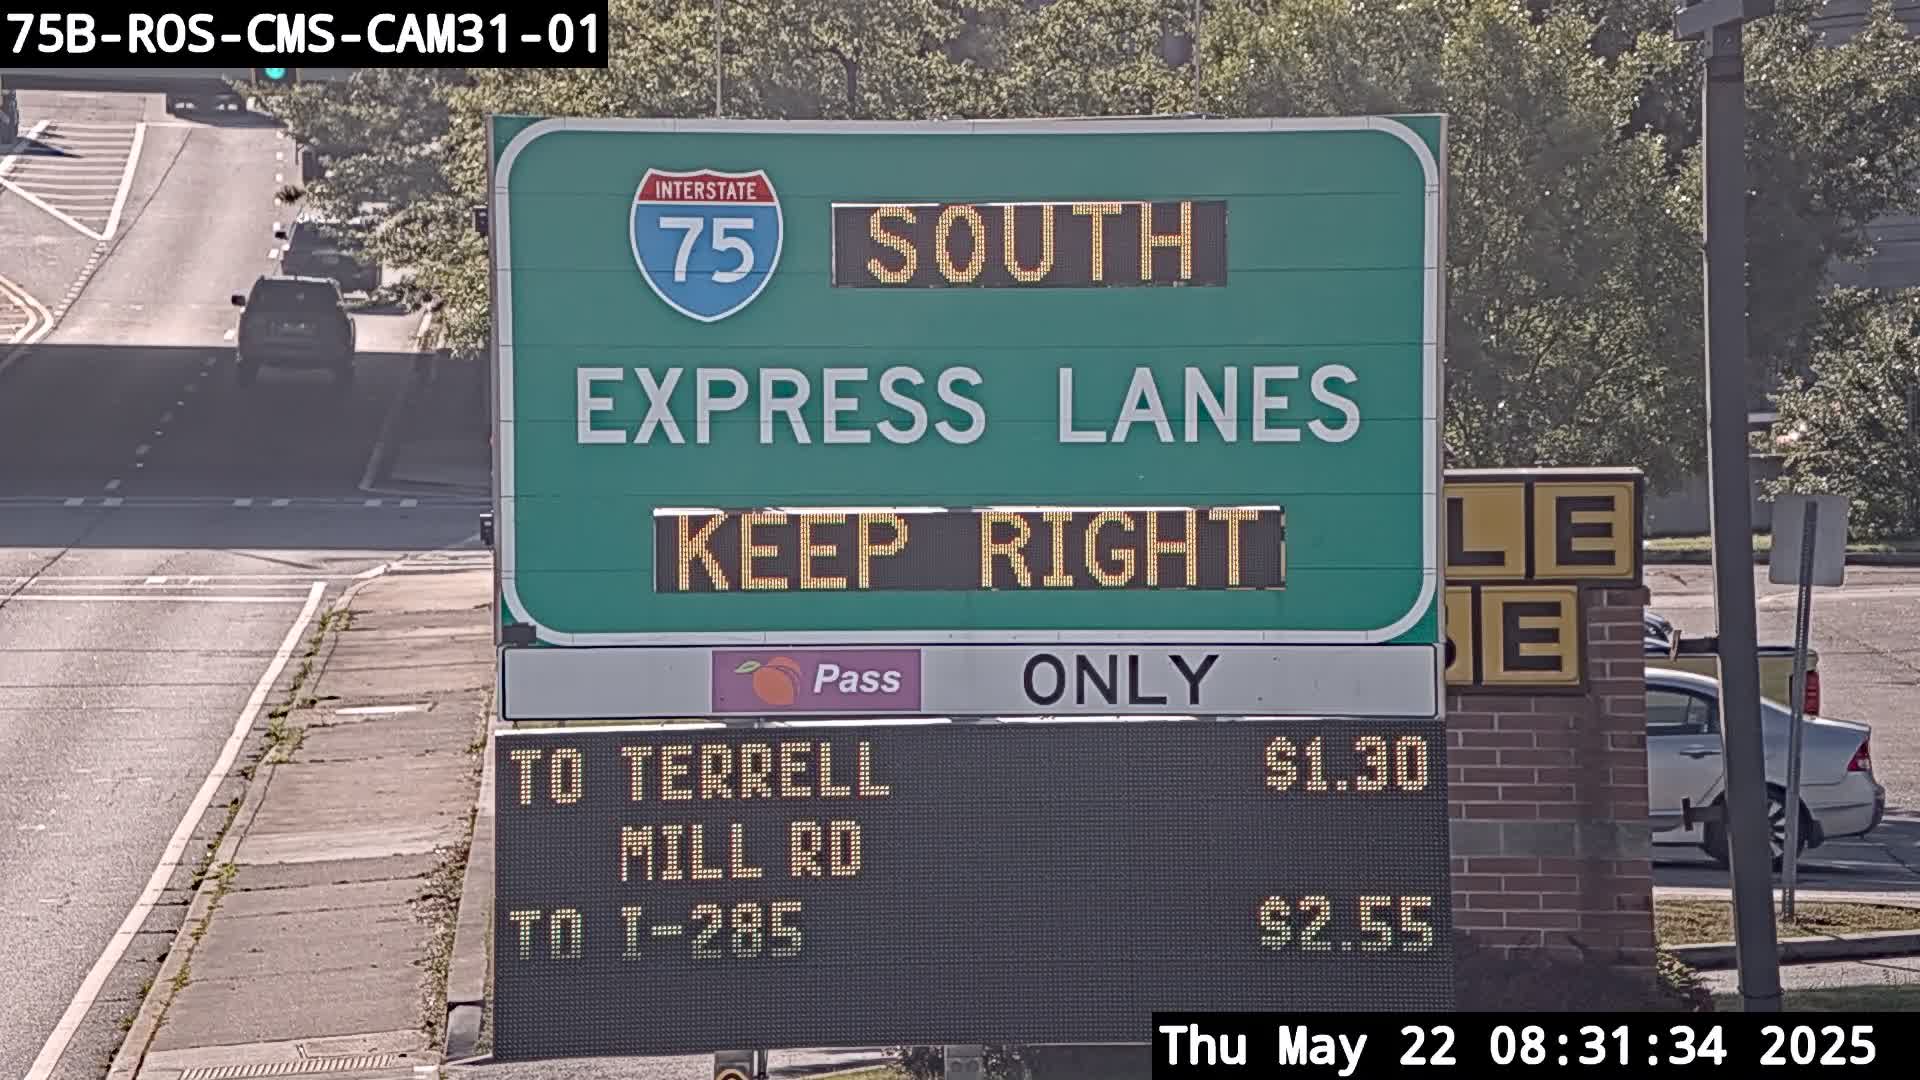 75B-ROS-CMS-CAM31-01
INTERSTATE
75
SOUTH
EXPRESS LANES
KEEP RIGHT
Pass ONLY
TO TERRELL $1.30
MILL RD
TO I-285 $2.55
LE
E
Thu May 22 08:31:34 2025